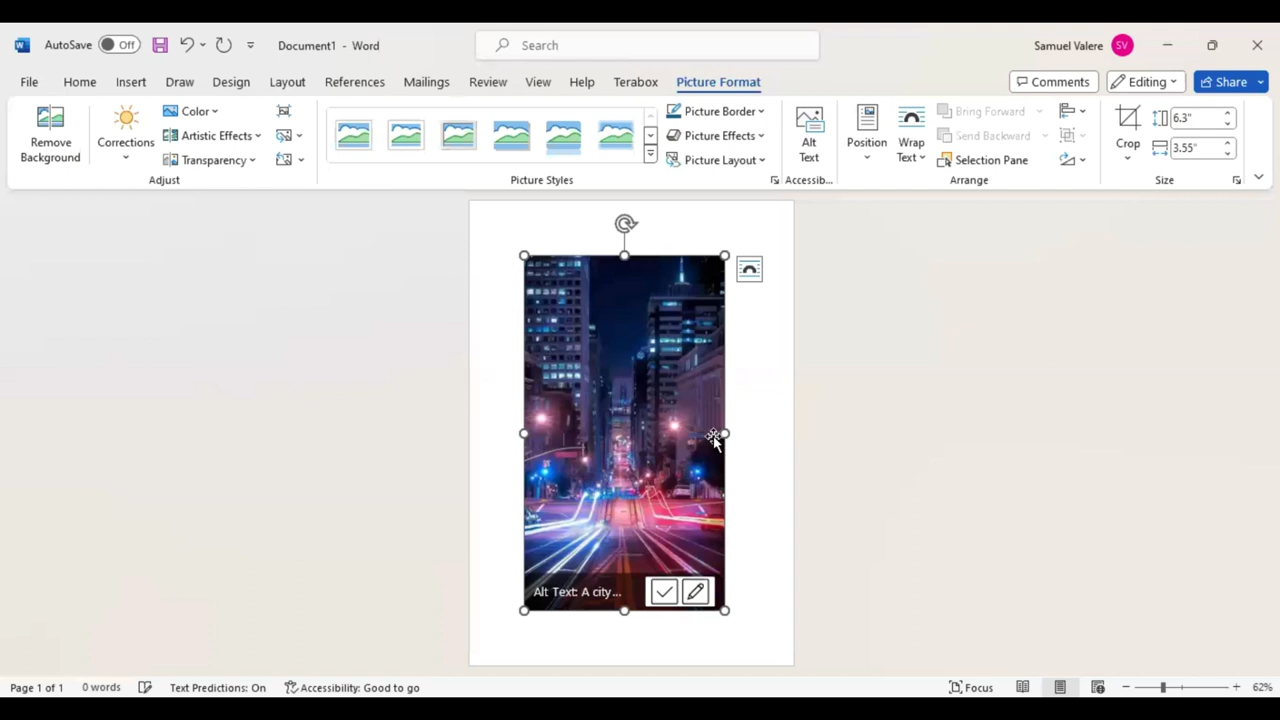 AutoSave Off Document1 - Word Search Samuel Valere SV
File Home Insert Draw Design Layout References Mailings Review View Help Terabox Picture Format Comments Editing Share
Remove Background
Corrections
Color
Artistic Effects
Transparency
Adjust
Picture Styles
Picture Border
Picture Effects
Picture Layout
Alt Text
Accessib...
Position
Wrap Text
Bring Forward
Send Backward
Selection Pane
Arrange
Crop
6.3"
3.55"
Size
Alt Text: A city...
Page 1 of 1 0 words Text Predictions: On Accessibility: Good to go Focus 62%